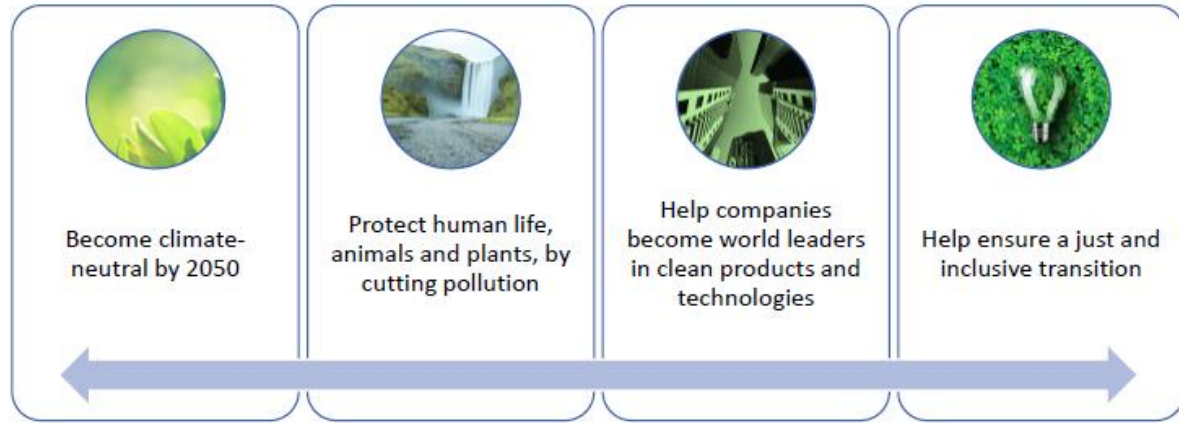 Become climate-
neutral by 2050
Protect human life,
animals and plants, by
cutting pollution
Help companies
become world leaders
in clean products and
technologies
Help ensure a just and
inclusive transition